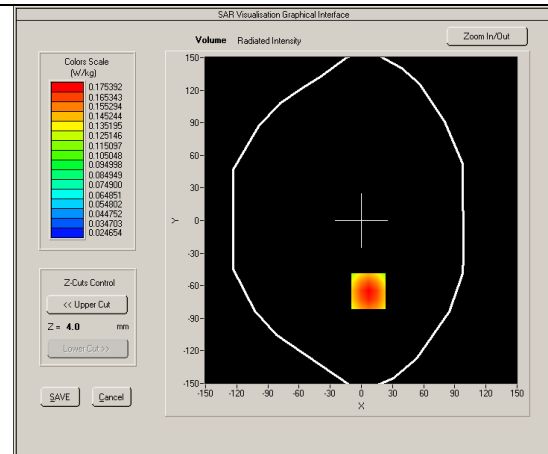 SAR Visualisation Graphical Interface
Volume Radiated Intensity
Zoom In/Out
Colors Scale
(W/kg)
0.175392
0.165343
0.155294
0.145244
0.135195
0.125146
0.115097
0.105048
0.094998
0.084949
0.074900
0.064851
0.054802
0.044752
0.034703
0.024654
Z-Cuts Control
<< Upper Cut
Z = 4.0 mm
Lower Cut >>
SAVE Cancel
150
120
90
60
30
0
-30
-60
-90
-120
-150
Y
-150 -120 -90 -60 -30 0 30 60 90 120 150
X